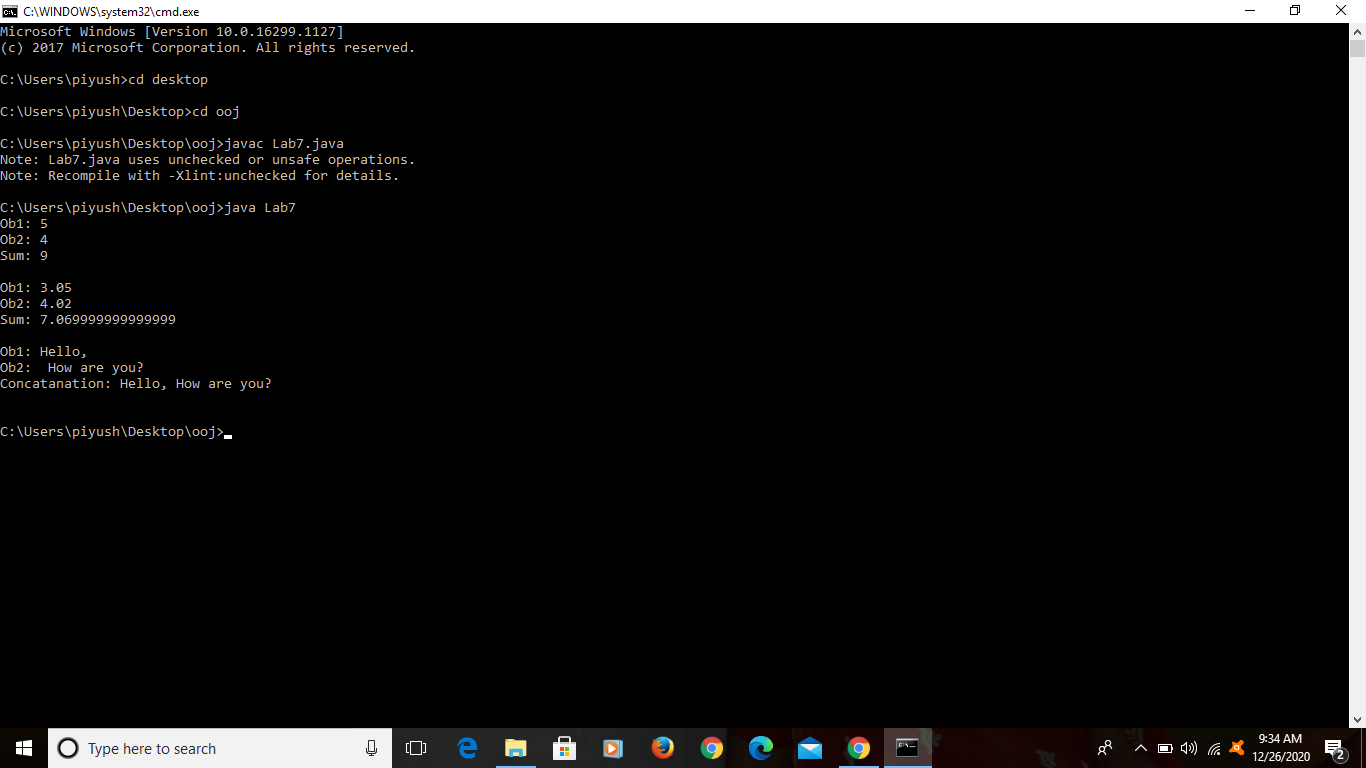 C:\WINDOWS\system32\cmd.exe
Microsoft Windows [Version 10.0.16299.1127]
(c) 2017 Microsoft Corporation. All rights reserved.
C:\Users\piyush>cd desktop
C:\Users\piyush\Desktop>cd ooj
C:\Users\piyush\Desktop\ooj>javac Lab7.java
Note: Lab7.java uses unchecked or unsafe operations.
Note: Recompile with -Xlint:unchecked for details.
C:\Users\piyush\Desktop\ooj>java Lab7
Ob1: 5
Ob2: 4
Sum: 9
Ob1: 3.05
Ob2: 4.02
Sum: 7.069999999999999
Ob1: Hello,
Ob2:  How are you?
Concatanation: Hello, How are you?
C:\Users\piyush\Desktop\ooj>
Type here to search
9:34 AM
12/26/2020
2